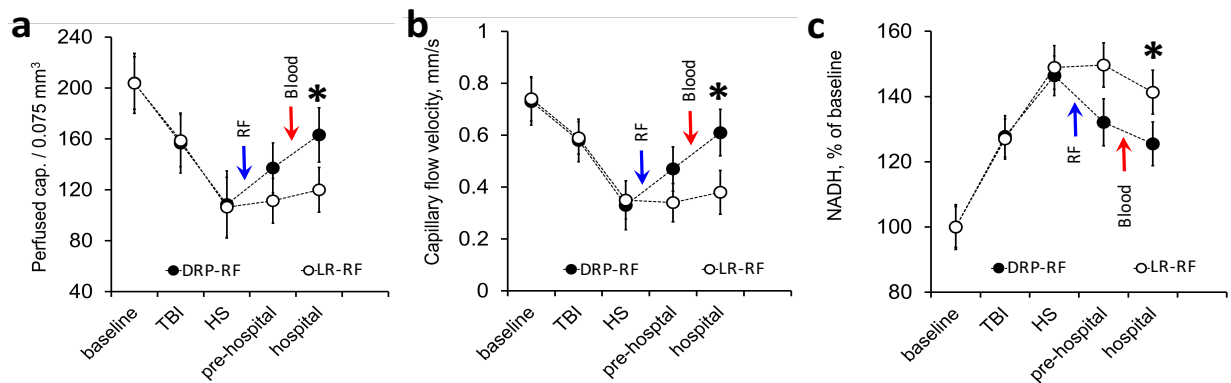 a
Perfused cap. / 0.075 mm³
240
200
160
120
80
40
RF
Blood
*
DRP-RF
LR-RF
baseline
TBI
HS
pre-hospital
hospital
b
Capillary flow velocity, mm/s
1
0.8
0.6
0.4
0.2
0
RF
Blood
*
DRP-RF
LR-RF
baseline
TBI
HS
pre-hospital
hospital
c
NADH, % of baseline
160
140
120
100
80
RF
Blood
*
DRP-RF
LR-RF
baseline
TBI
HS
pre-hospital
hospital